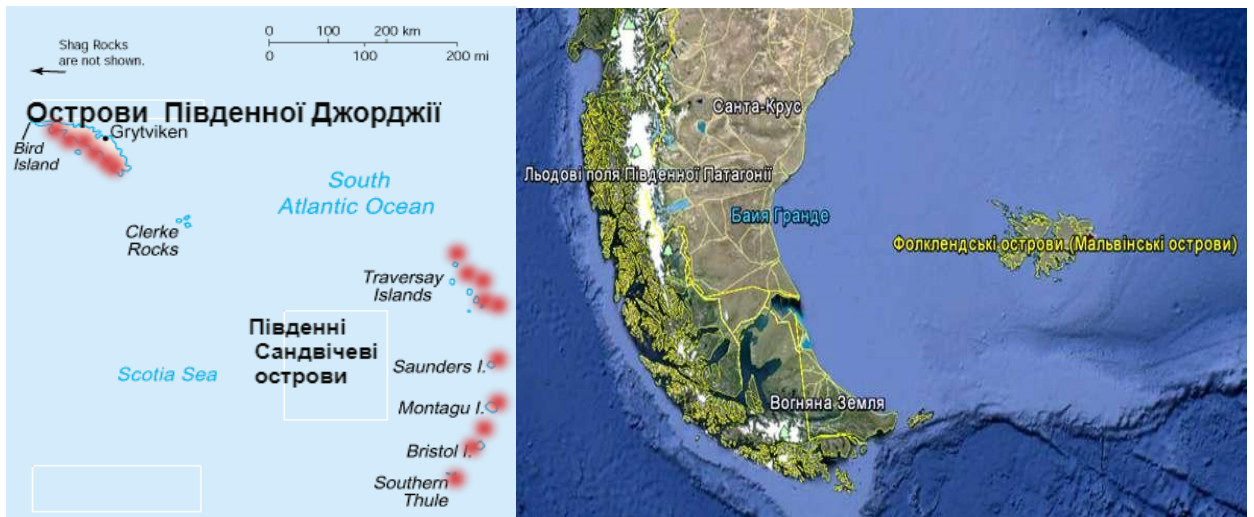 Shag Rocks
are not shown.
0 100 200 km
0 100 200 mi
Острови Південної Джорджії
Bird
Island
Grytviken
South
Atlantic Ocean
Clerke
Rocks
Traversay
Islands
Південні
Сандвічеві
острови
Scotia Sea
Saunders I.
Montagu I.
Bristol I.
Southern
Thule
Санта-Крус
Льодові поля Південної Патагонії
Байя Гранде
Фолклендські острови (Мальвінські острови)
Вогняна Земля